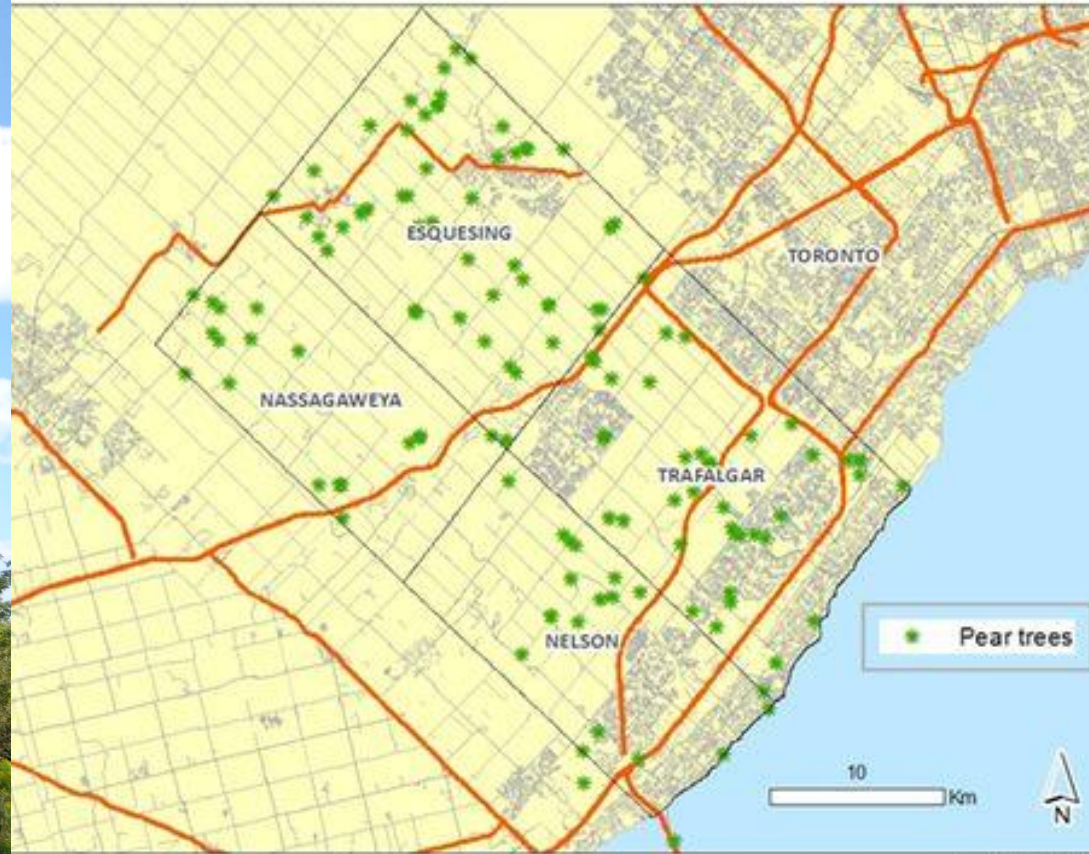 ESQUESING
TORONTO
NASSAGAWEYA
TRAFALGAR
NELSON
Pear trees
10
Km
N